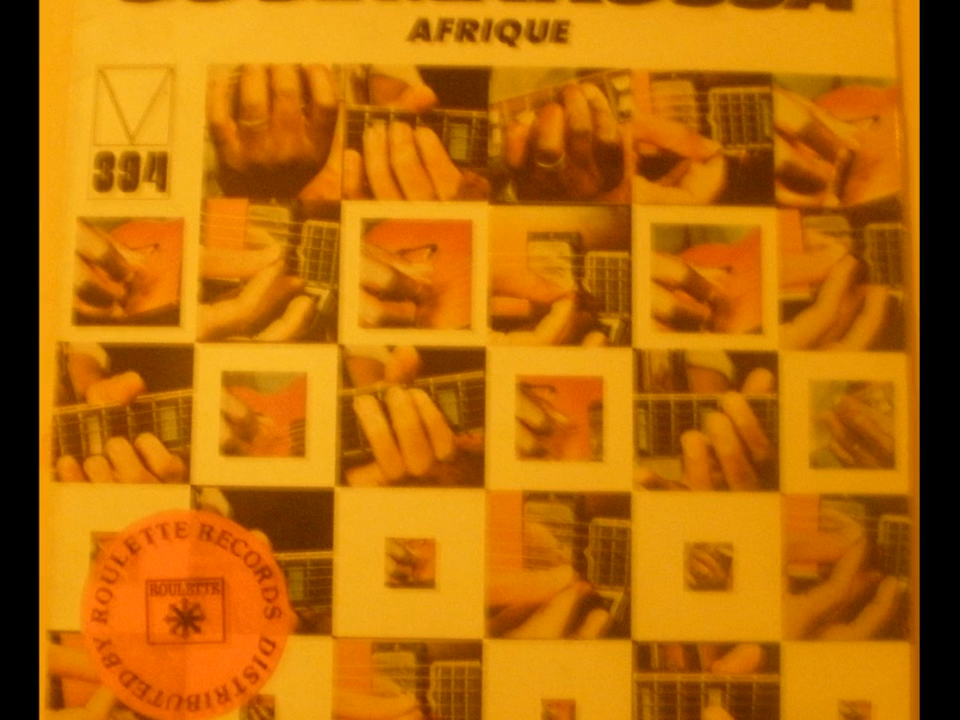 AFRIQUE
394
DISTRIBUTED BY ROULETTE RECORDS
ROULETTE